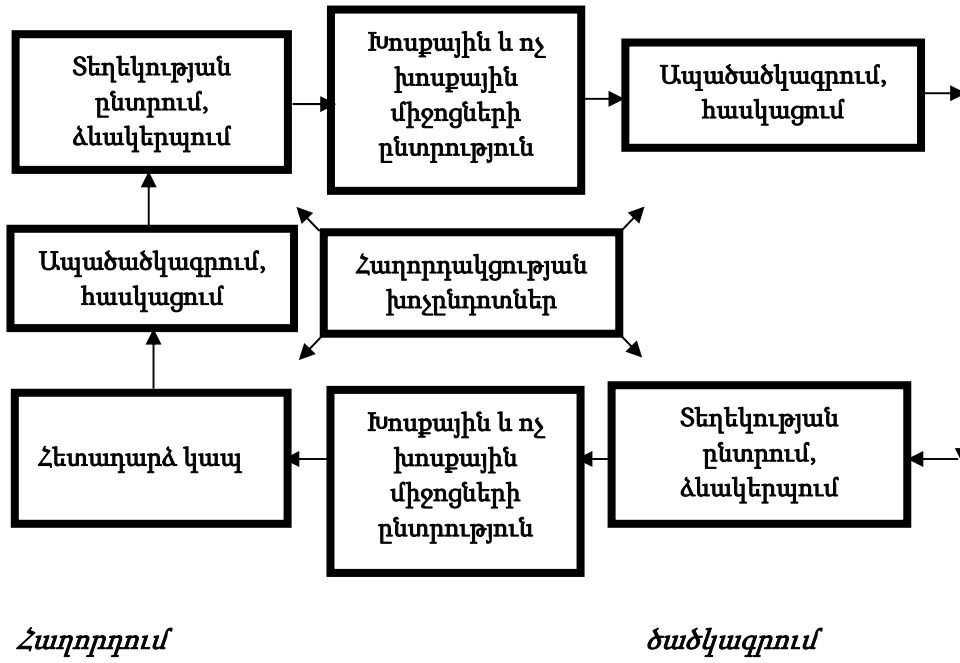 Տեղեկության
ընտրում,
ձևակերպում
Խոսքային և ոչ
խոսքային
միջոցների
ընտրություն
Ապածածկագրում,
հասկացում
Ապածածկագրում,
հասկացում
Հաղորդակցության
խոչընդոտներ
Հետադարձ կապ
Խոսքային և ոչ
խոսքային
միջոցների
ընտրություն
Տեղեկության
ընտրում,
ձևակերպում
Հաղորդում
ծածկագրում